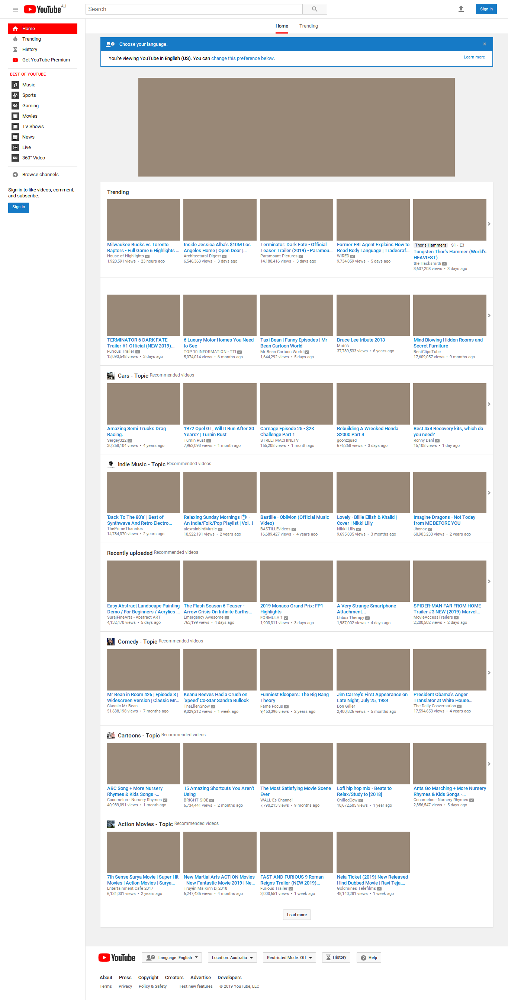 YouTube AU
Search
Sign in
Home
Trending
History
Get YouTube Premium
BEST OF YOUTUBE
Music
Sports
Gaming
Movies
TV Shows
News
Live
360° Video
Browse channels
Sign in to like videos, comment,
and subscribe.
Sign in
Home Trending
Choose your language. ×
You're viewing YouTube in English (US). You can change this preference below. Learn more
Trending
Milwaukee Bucks vs Toronto
Raptors - Full Game 6 Highlights ...
House of Highlights
1,920,591 views • 23 hours ago
Inside Jessica Alba's $10M Los
Angeles Home | Open Door |...
Architectural Digest
6,546,363 views • 3 days ago
Terminator: Dark Fate - Official
Teaser Trailer (2019) - Paramou...
Paramount Pictures
14,180,416 views • 3 days ago
Former FBI Agent Explains How to
Read Body Language | Tradecraf...
WIRED
9,734,859 views • 5 days ago
Thor's Hammers S1 • E3
Tungsten Thor's Hammer (World's
HEAVIEST)
the Hacksmith
3,637,208 views • 3 days ago
TERMINATOR 6 DARK FATE
Trailer #1 Official (NEW 2019)...
Furious Trailer
13,093,548 views • 3 days ago
6 Luxury Motor Homes You Need
to See
TOP 10 INFORMATION - TTI
5,074,014 views • 6 months ago
Taxi Bean | Funny Episodes | Mr
Bean Cartoon World
Mr Bean Cartoon World
1,644,292 views • 5 days ago
Bruce Lee tribute 2013
Matúš
37,789,533 views • 6 years ago
Mind Blowing Hidden Rooms and
Secret Furniture
BestClipsTube
17,609,057 views • 9 months ago
Cars - Topic Recommended videos
Amazing Semi Trucks Drag
Racing.
Sergey322
30,258,104 views • 4 years ago
1972 Opel GT, Will It Run After 30
Years? | Turnin Rust
Turnin Rust
7,962,093 views • 1 month ago
Carnage Episode 25 - $2K
Challenge Part 1
STREETMACHINETV
155,208 views • 1 month ago
Rebuilding A Wrecked Honda
S2000 Part 4
goonzquad
676,268 views • 3 days ago
Best 4x4 Recovery kits, which do
you need?
Ronny Dahl
15,108 views • 1 day ago
Indie Music - Topic Recommended videos
'Back To The 80's' | Best of
Synthwave And Retro Electro...
ThePrimeThanatos
14,784,370 views • 2 years ago
Relaxing Sunday Mornings ☕ -
An Indie/Folk/Pop Playlist | Vol. 1
alexrainbirdMusic
10,522,191 views • 2 years ago
Bastille - Oblivion (Official Music
Video)
BASTILLEvideos
16,689,427 views • 4 years ago
Lovely - Billie Eilish & Khalid |
Cover | Nikki Lilly
Nikki Lilly
9,695,835 views • 3 months ago
Imagine Dragons - Not Today
from ME BEFORE YOU
Jhonaz
60,903,233 views • 2 years ago
Recently uploaded Recommended videos
Easy Abstract Landscape Painting
Demo / For Beginners / Acrylics ...
SurajFineArts - Abstract ART
4,132,470 views • 5 days ago
The Flash Season 6 Teaser -
Arrow Crisis On Infinite Earths...
Emergency Awesome
763,199 views • 4 days ago
2019 Monaco Grand Prix: FP1
Highlights
FORMULA 1
1,903,311 views • 3 days ago
A Very Strange Smartphone
Attachment...
Unbox Therapy
1,987,002 views • 4 days ago
SPIDER-MAN FAR FROM HOME
Trailer #3 NEW (2019) Marvel...
MovieAccessTrailers
2,200,502 views • 2 days ago
Comedy - Topic Recommended videos
Mr Bean in Room 426 | Episode 8 |
Widescreen Version | Classic Mr...
Classic Mr Bean
51,638,198 views • 7 months ago
Keanu Reeves Had a Crush on
'Speed' Co-Star Sandra Bullock
TheEllenShow
9,029,212 views • 1 week ago
Funniest Bloopers: The Big Bang
Theory
Fame Focus
9,453,396 views • 2 years ago
Jim Carrey's First Appearance on
Late Night, July 25, 1984
Don Giller
2,400,826 views • 5 months ago
President Obama's Anger
Translator at White House...
The Daily Conversation
17,594,653 views • 4 years ago
Cartoons - Topic Recommended videos
ABC Song + More Nursery
Rhymes & Kids Songs -...
Cocomelon - Nursery Rhymes
40,989,091 views • 1 month ago
15 Amazing Shortcuts You Aren't
Using
BRIGHT SIDE
6,734,441 views • 2 months ago
The Most Satisfying Movie Scene
Ever
WALL·Es Channel
7,790,213 views • 9 months ago
Lofi hip hop mix - Beats to
Relax/Study to [2018]
ChilledCow
18,672,605 views • 1 year ago
Ants Go Marching + More Nursery
Rhymes & Kids Songs -...
Cocomelon - Nursery Rhymes
2,856,547 views • 5 days ago
Action Movies - Topic Recommended videos
7th Sense Surya Movie | Super Hit
Movies | Action Movies | Surya...
Entertainment Cafe 2017
6,131,031 views • 2 years ago
New Martial Arts ACTION Movies
- New Fantastic Movie 2019 | Ne...
Truyện Ma Kinh Dị 2018
6,247,435 views • 4 months ago
FAST AND FURIOUS 9 Roman
Reigns Trailer (NEW 2019)...
Furious Trailer
3,000,651 views • 1 week ago
Nela Ticket (2019) New Released
Hind Dubbed Movie | Ravi Teja,...
Goldmines Telefilms
48,140,281 views • 1 week ago
Load more
YouTube Language: English Location: Australia Restricted Mode: Off History Help
About Press Copyright Creators Advertise Developers
Terms Privacy Policy & Safety Test new features © 2019 YouTube, LLC